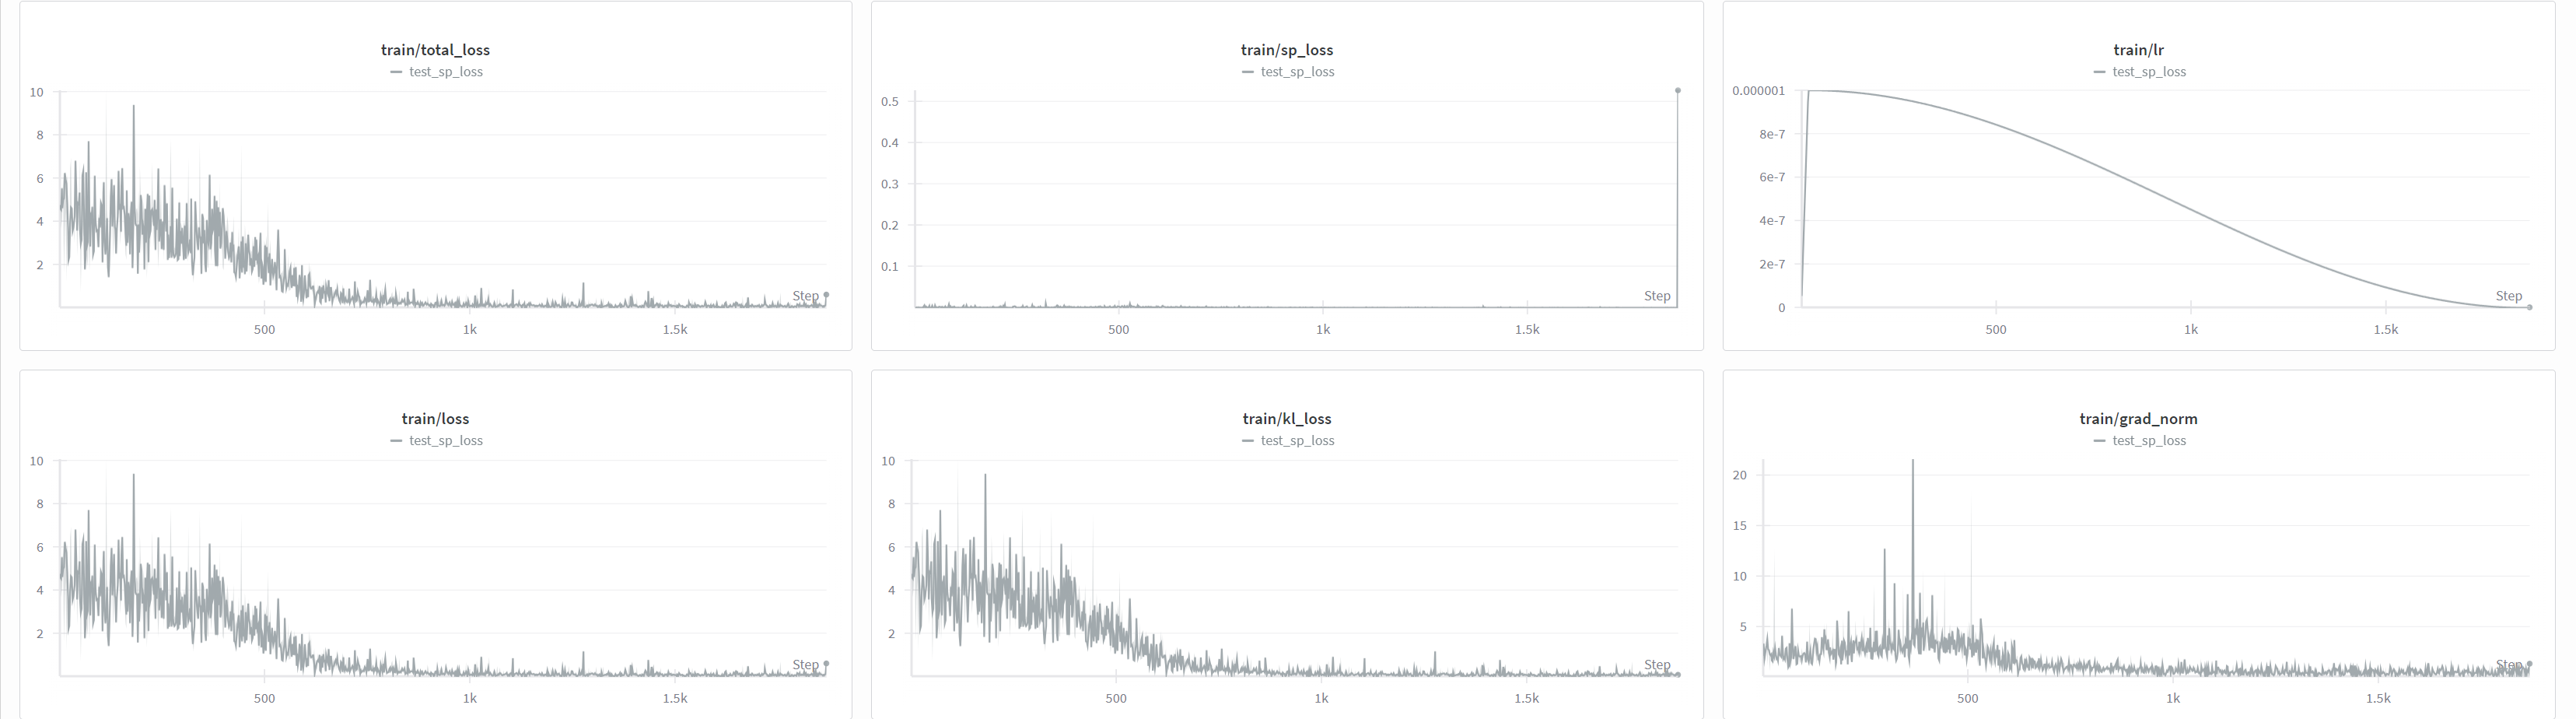 train/total_loss
test_sp_loss
10
8
6
4
2
Step
500
1k
1.5k
train/sp_loss
test_sp_loss
0.5
0.4
0.3
0.2
0.1
Step
500
1k
1.5k
train/lr
test_sp_loss
0.000001
8e-7
6e-7
4e-7
2e-7
0
Step
500
1k
1.5k
train/loss
test_sp_loss
10
8
6
4
2
Step
500
1k
1.5k
train/kl_loss
test_sp_loss
10
8
6
4
2
Step
500
1k
1.5k
train/grad_norm
test_sp_loss
20
15
10
5
Step
500
1k
1.5k